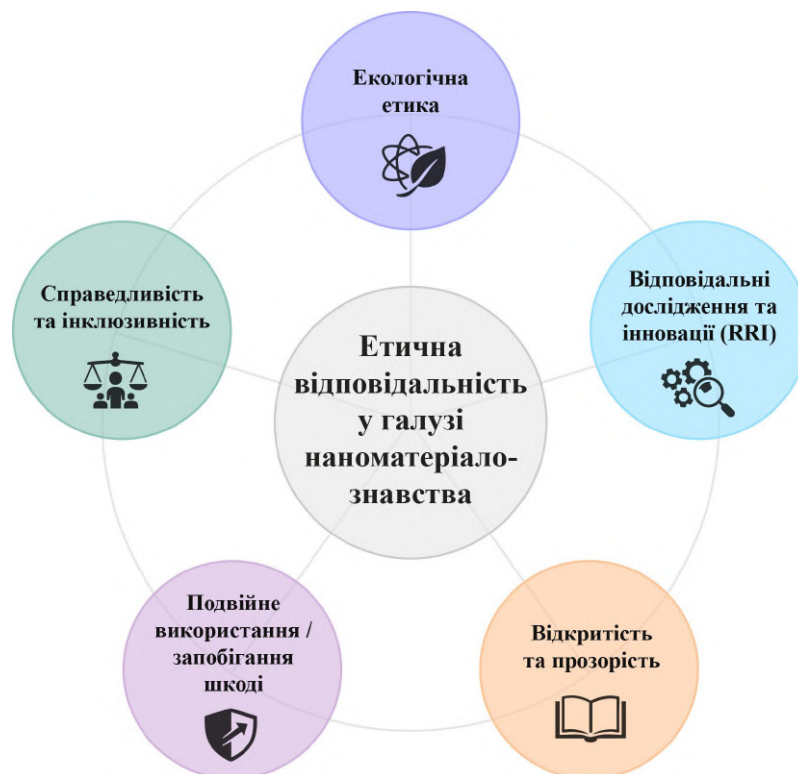 Екологічна
етика
Справедливість
та інклюзивність
Відповідальні
дослідження та
інновації (RRI)
Етична
відповідальність
у галузі
наноматеріало-
знавства
Подвійне
використання /
запобігання
шкоді
Відкритість
та прозорість